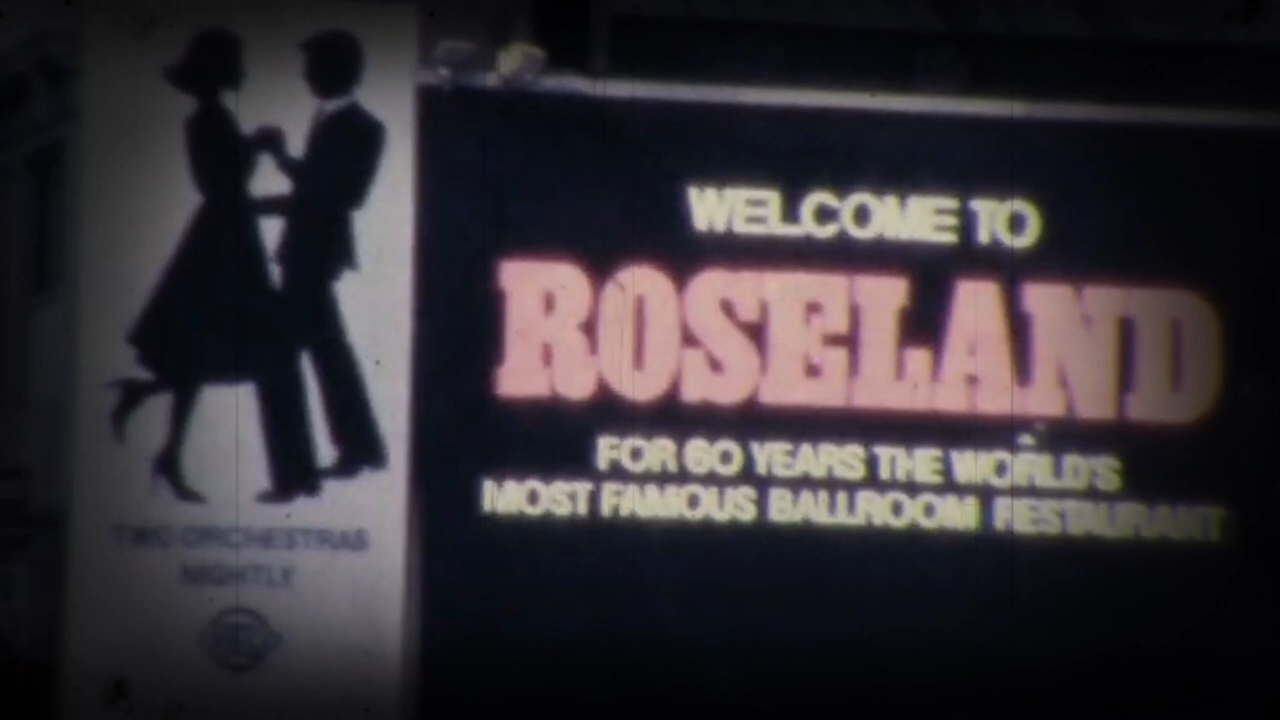 WELCOME TO
ROSELAND
FOR 60 YEARS THE WORLD'S
MOST FAMOUS BALLROOM RESTAURANT
TWO ORCHESTRAS
NIGHTLY